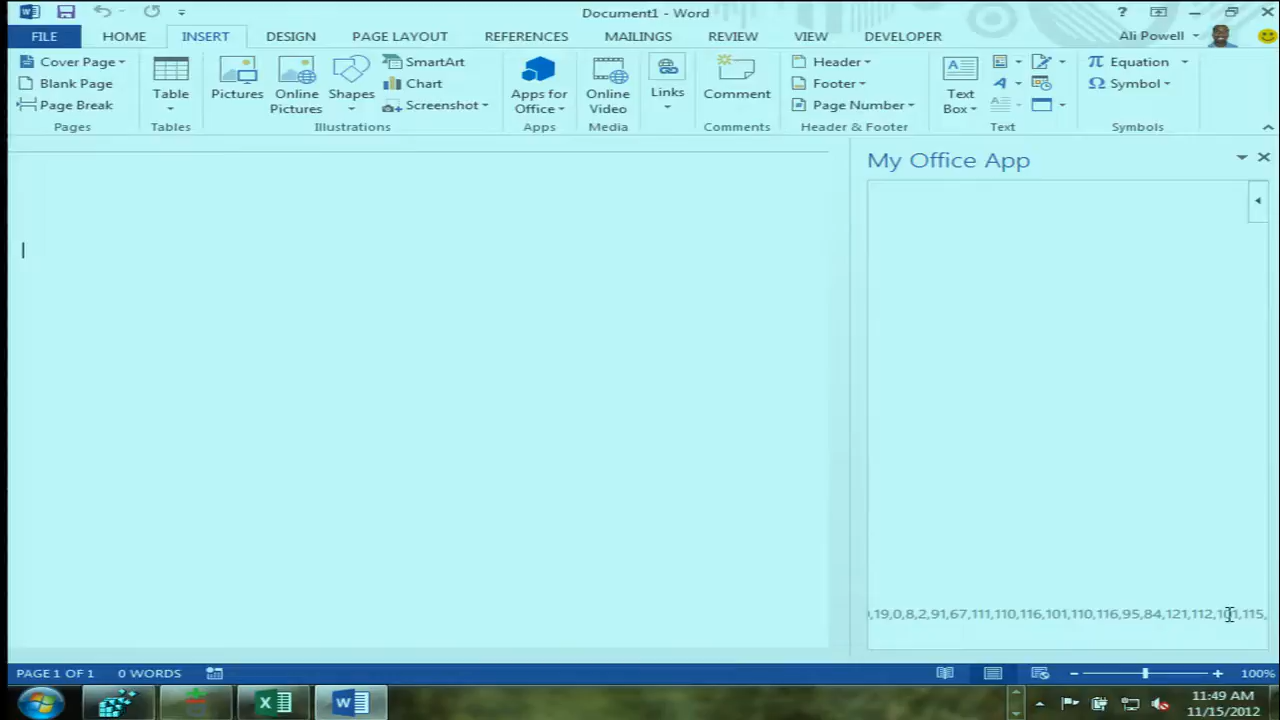 Document1 - Word
?
FILE HOME INSERT DESIGN PAGE LAYOUT REFERENCES MAILINGS REVIEW VIEW DEVELOPER Ali Powell
Cover Page
Blank Page
Page Break
Pages
Table
Tables
Pictures
Online
Pictures
Shapes
SmartArt
Chart
Screenshot
Illustrations
Apps for
Office
Apps
Online
Video
Media
Links
Comment
Comments
Header
Footer
Page Number
Header & Footer
A
Text
Box
A
Text
π Equation
Ω Symbol
Symbols
My Office App
,19,0,8,2,91,67,111,110,116,101,110,116,95,84,121,112,101,115,
PAGE 1 OF 1 0 WORDS
100%
11:49 AM
11/15/2012